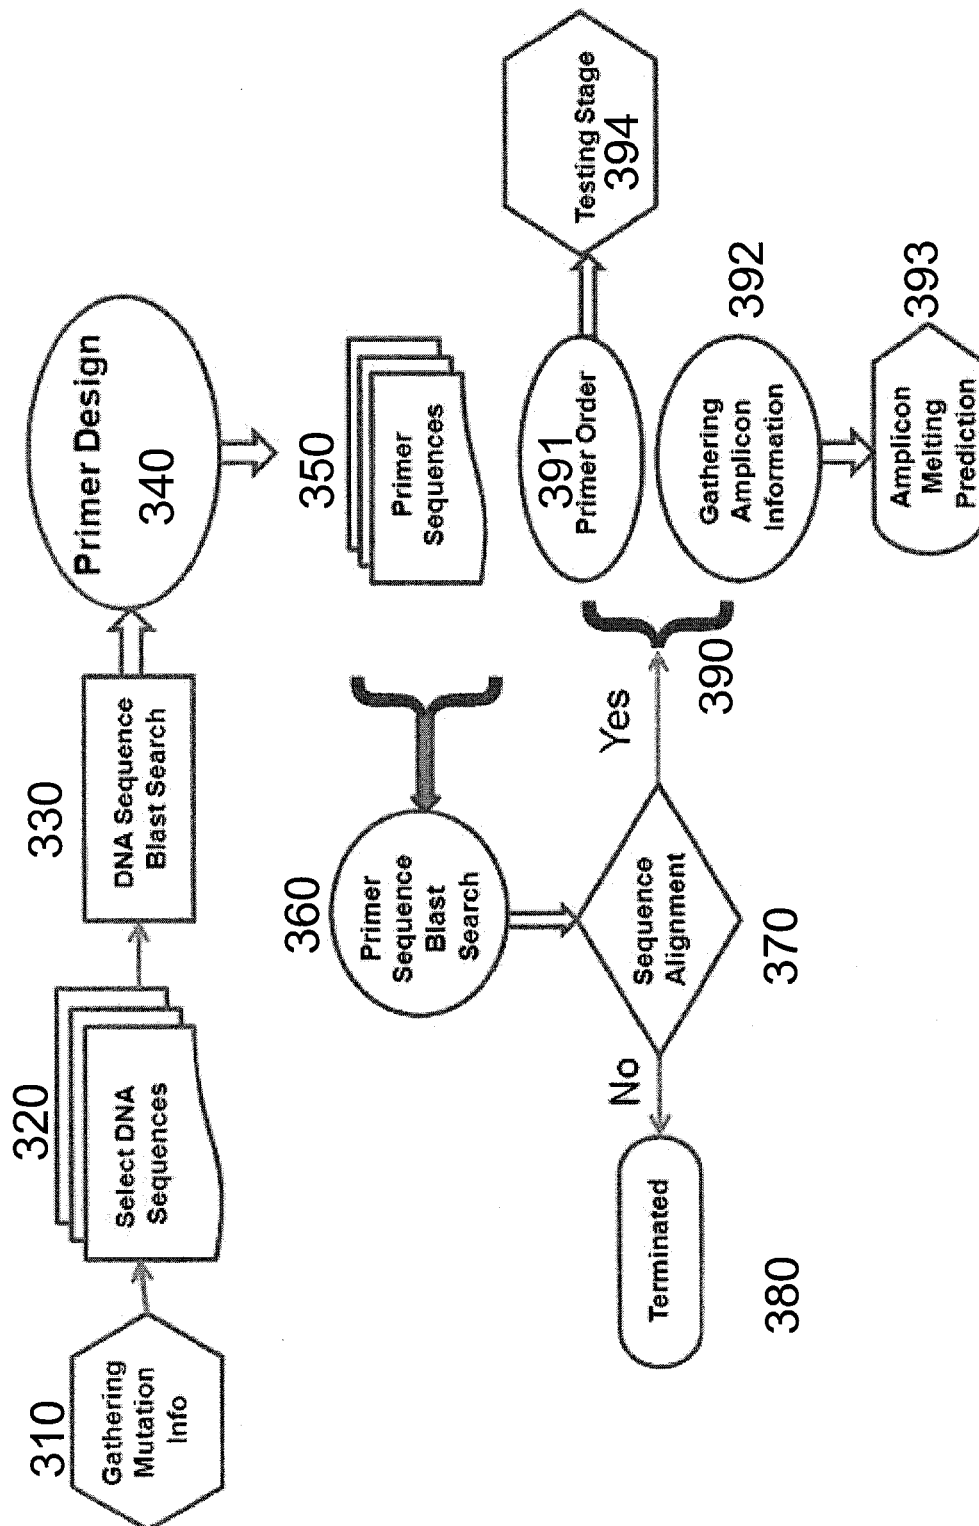 310
Gathering
Mutation
Info
320
Select DNA
Sequences
330
DNA Sequence
Blast Search
Primer Design
340
350
Primer
Sequences
360
Primer
Sequence
Blast
Search
Sequence
Alignment
370
No
Terminated
380
Yes
390
391
Primer Order
Testing Stage
394
Gathering
Amplicon
Information
392
Amplicon
Melting
Prediction
393